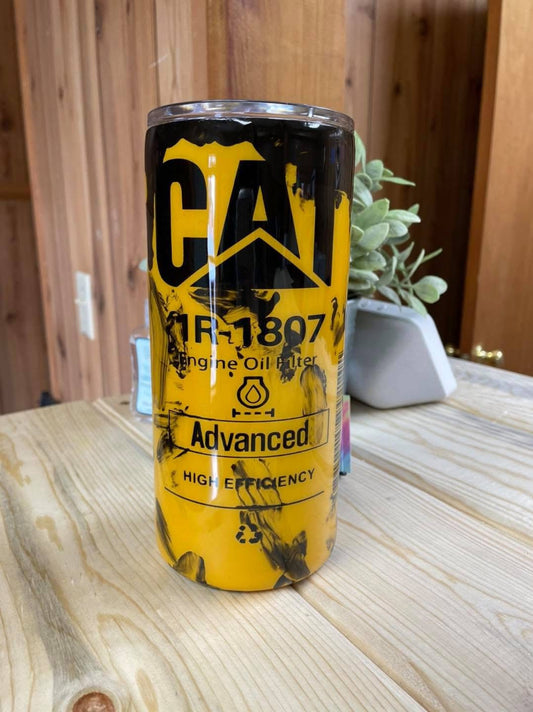 CAT
1R-1807
Engine Oil Filter
Advanced
HIGH EFFICIENCY